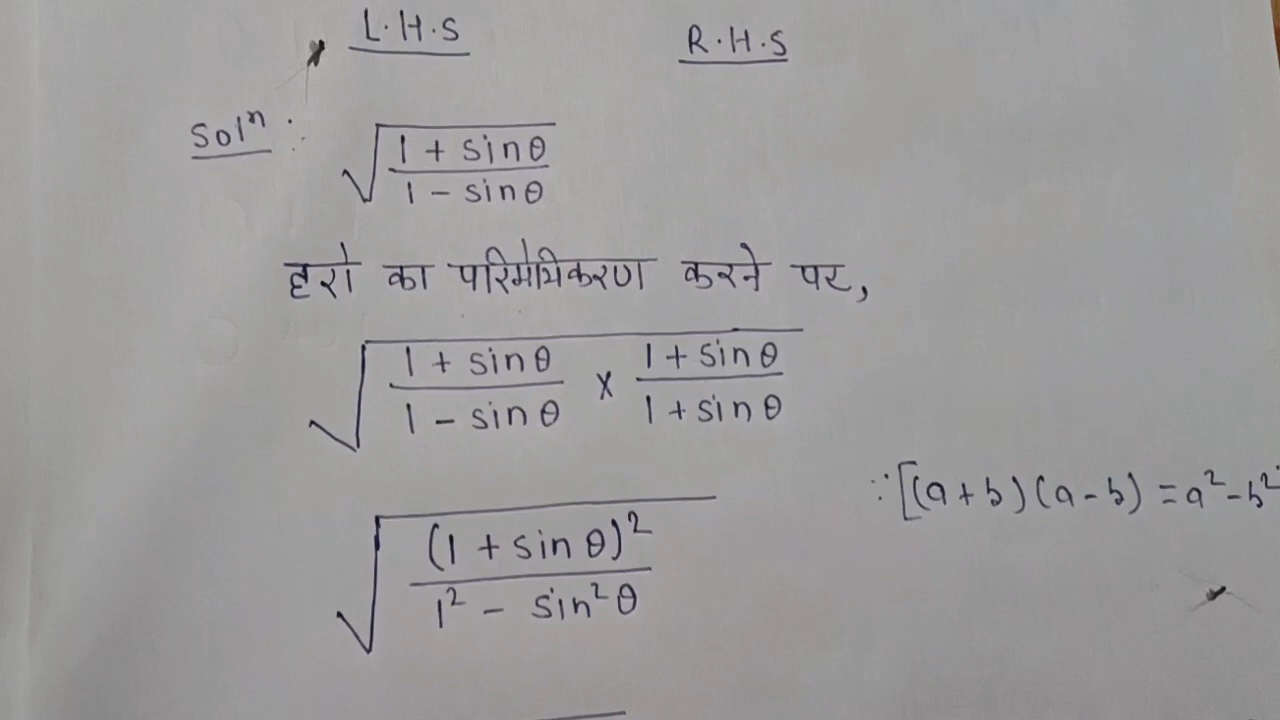 L.H.S R.H.S
Solⁿ :
√((1 + sinθ)/(1 - sinθ))
हरो का परिमेयिकरण करने पर,
√((1 + sinθ)/(1 - sinθ) × (1 + sinθ)/(1 + sinθ))
∵ [(a + b) (a - b) = a² - b²
√((1 + sin θ)²/(1² - sin²θ))